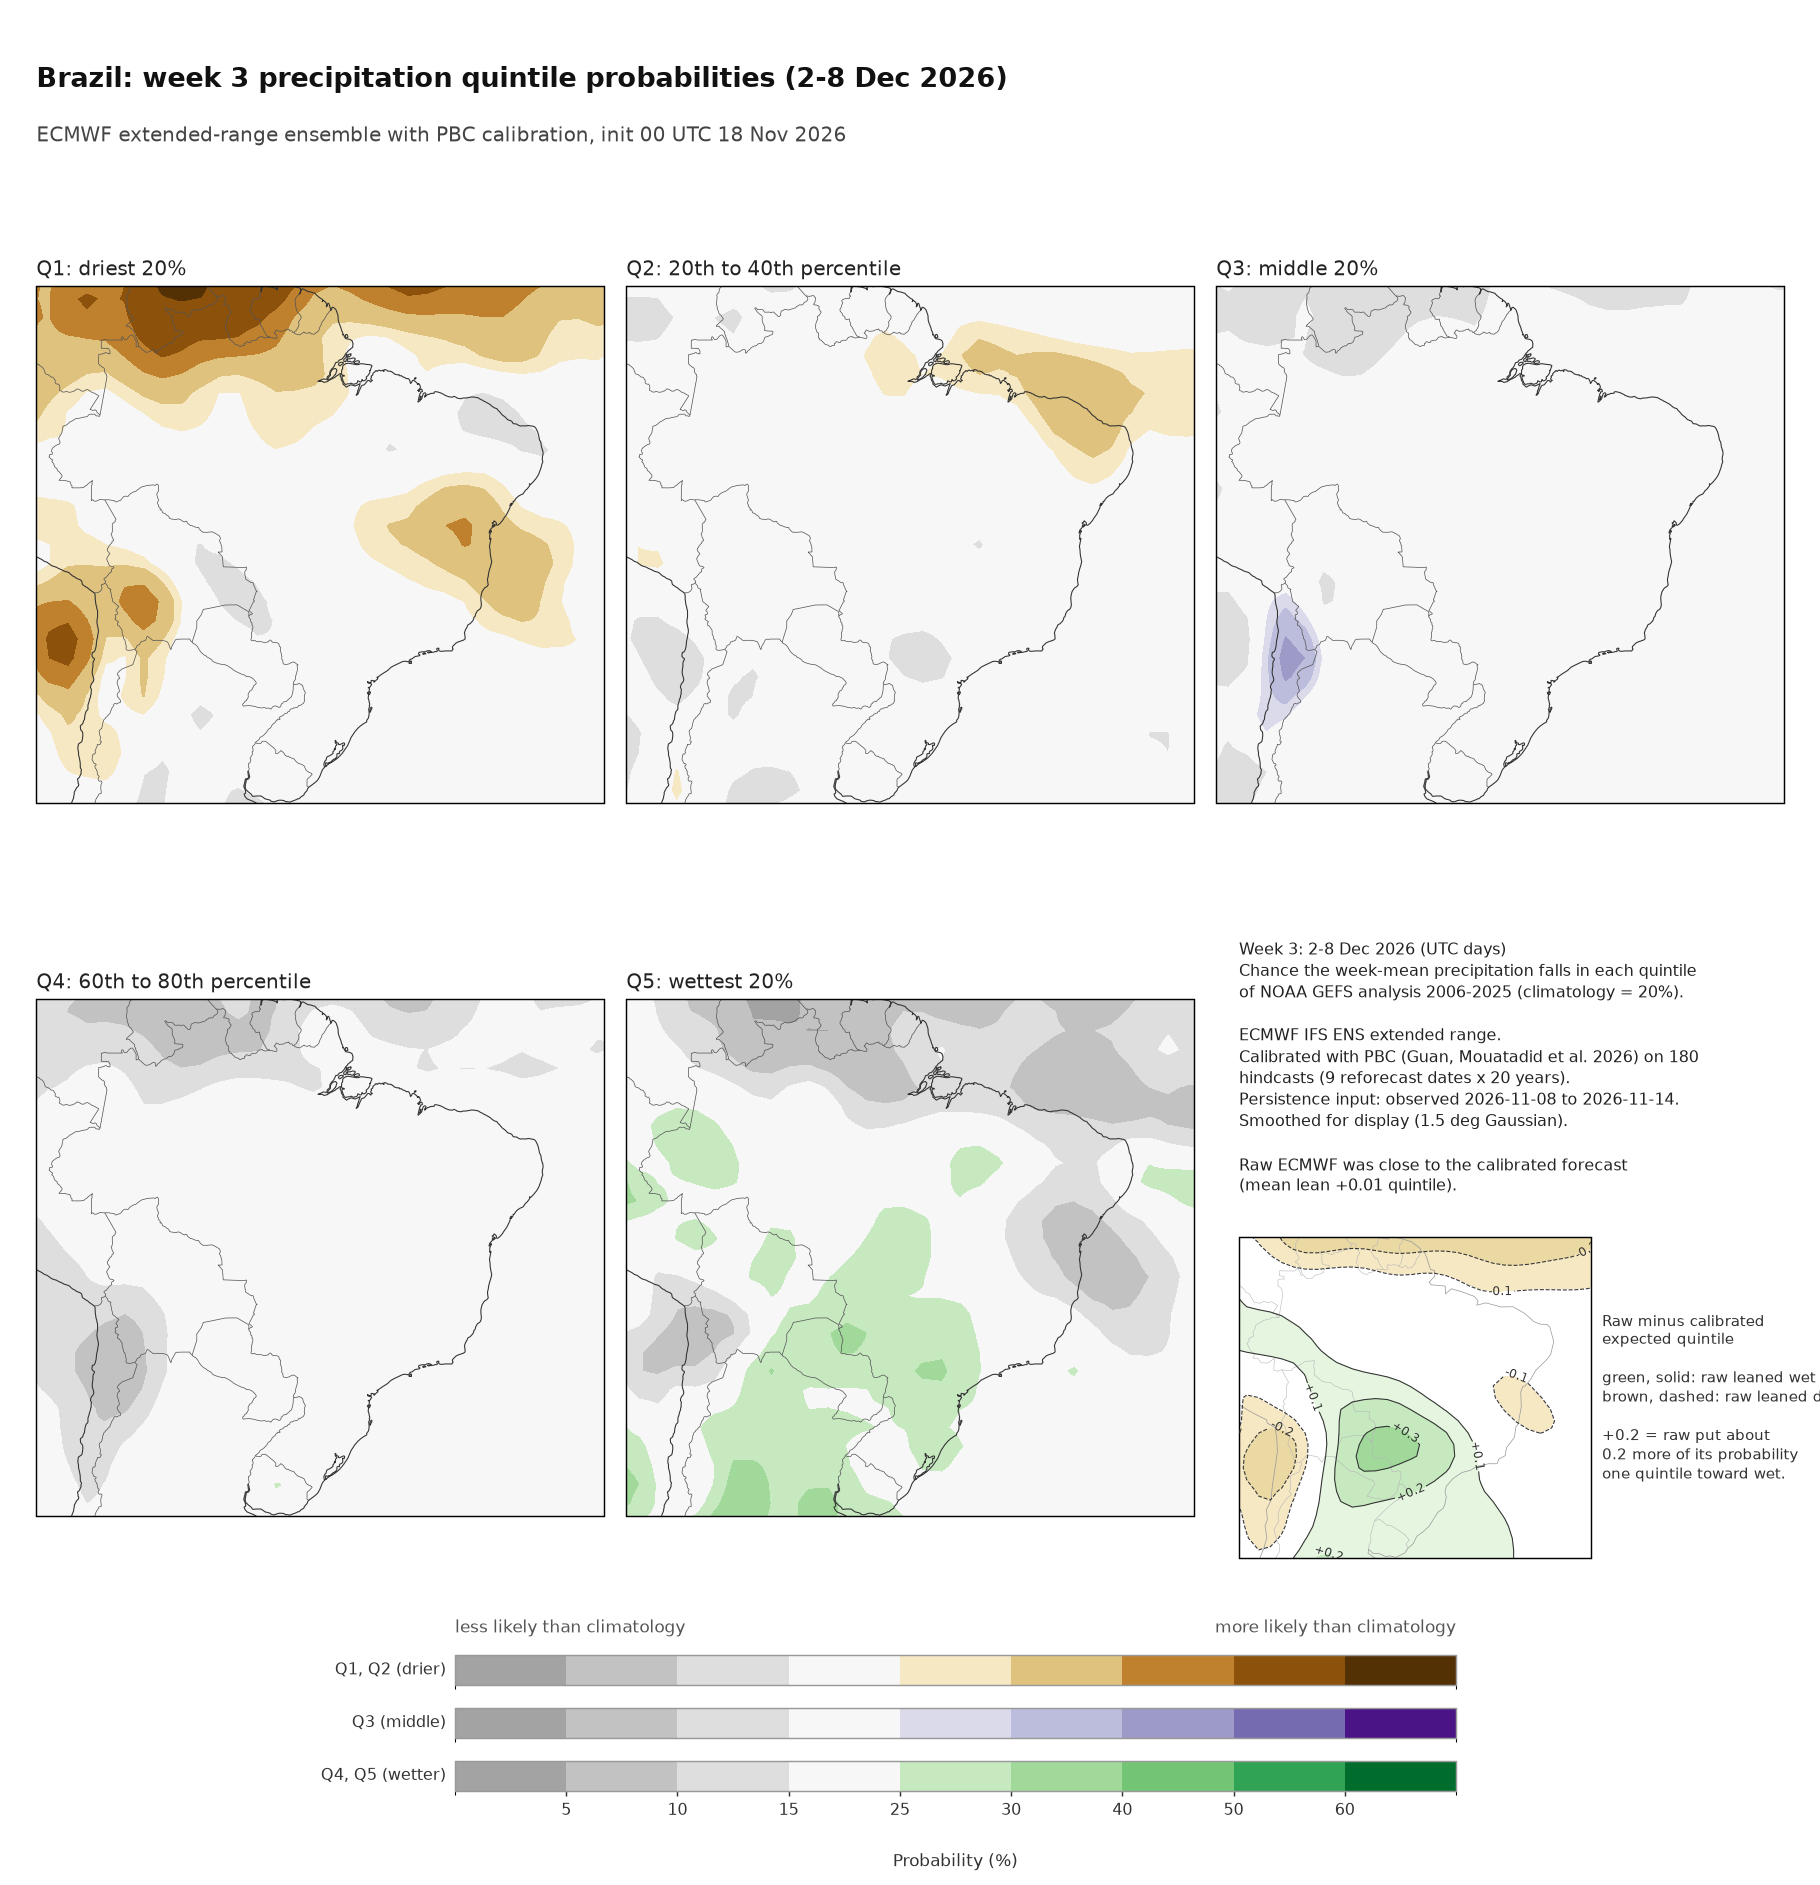 Brazil: week 3 precipitation quintile probabilities (2-8 Dec 2026)
ECMWF extended-range ensemble with PBC calibration, init 00 UTC 18 Nov 2026
Q1: driest 20%
Q2: 20th to 40th percentile
Q3: middle 20%
Q4: 60th to 80th percentile
Q5: wettest 20%
Week 3: 2-8 Dec 2026 (UTC days)
Chance the week-mean precipitation falls in each quintile
of NOAA GEFS analysis 2006-2025 (climatology = 20%).
ECMWF IFS ENS extended range.
Calibrated with PBC (Guan, Mouatadid et al. 2026) on 180
hindcasts (9 reforecast dates x 20 years).
Persistence input: observed 2026-11-08 to 2026-11-14.
Smoothed for display (1.5 deg Gaussian).
Raw ECMWF was close to the calibrated forecast
(mean lean +0.01 quintile).
-0.1
-0.1
+0.1
-0.2
+0.3
+0.1
+0.2
+0.2
Raw minus calibrated
expected quintile
green, solid: raw leaned wet
brown, dashed: raw leaned
+0.2 = raw put about
0.2 more of its probability
one quintile toward wet.
less likely than climatology
more likely than climatology
Q1, Q2 (drier)
Q3 (middle)
Q4, Q5 (wetter)
5 10 15 25 30 40 50 60
Probability (%)